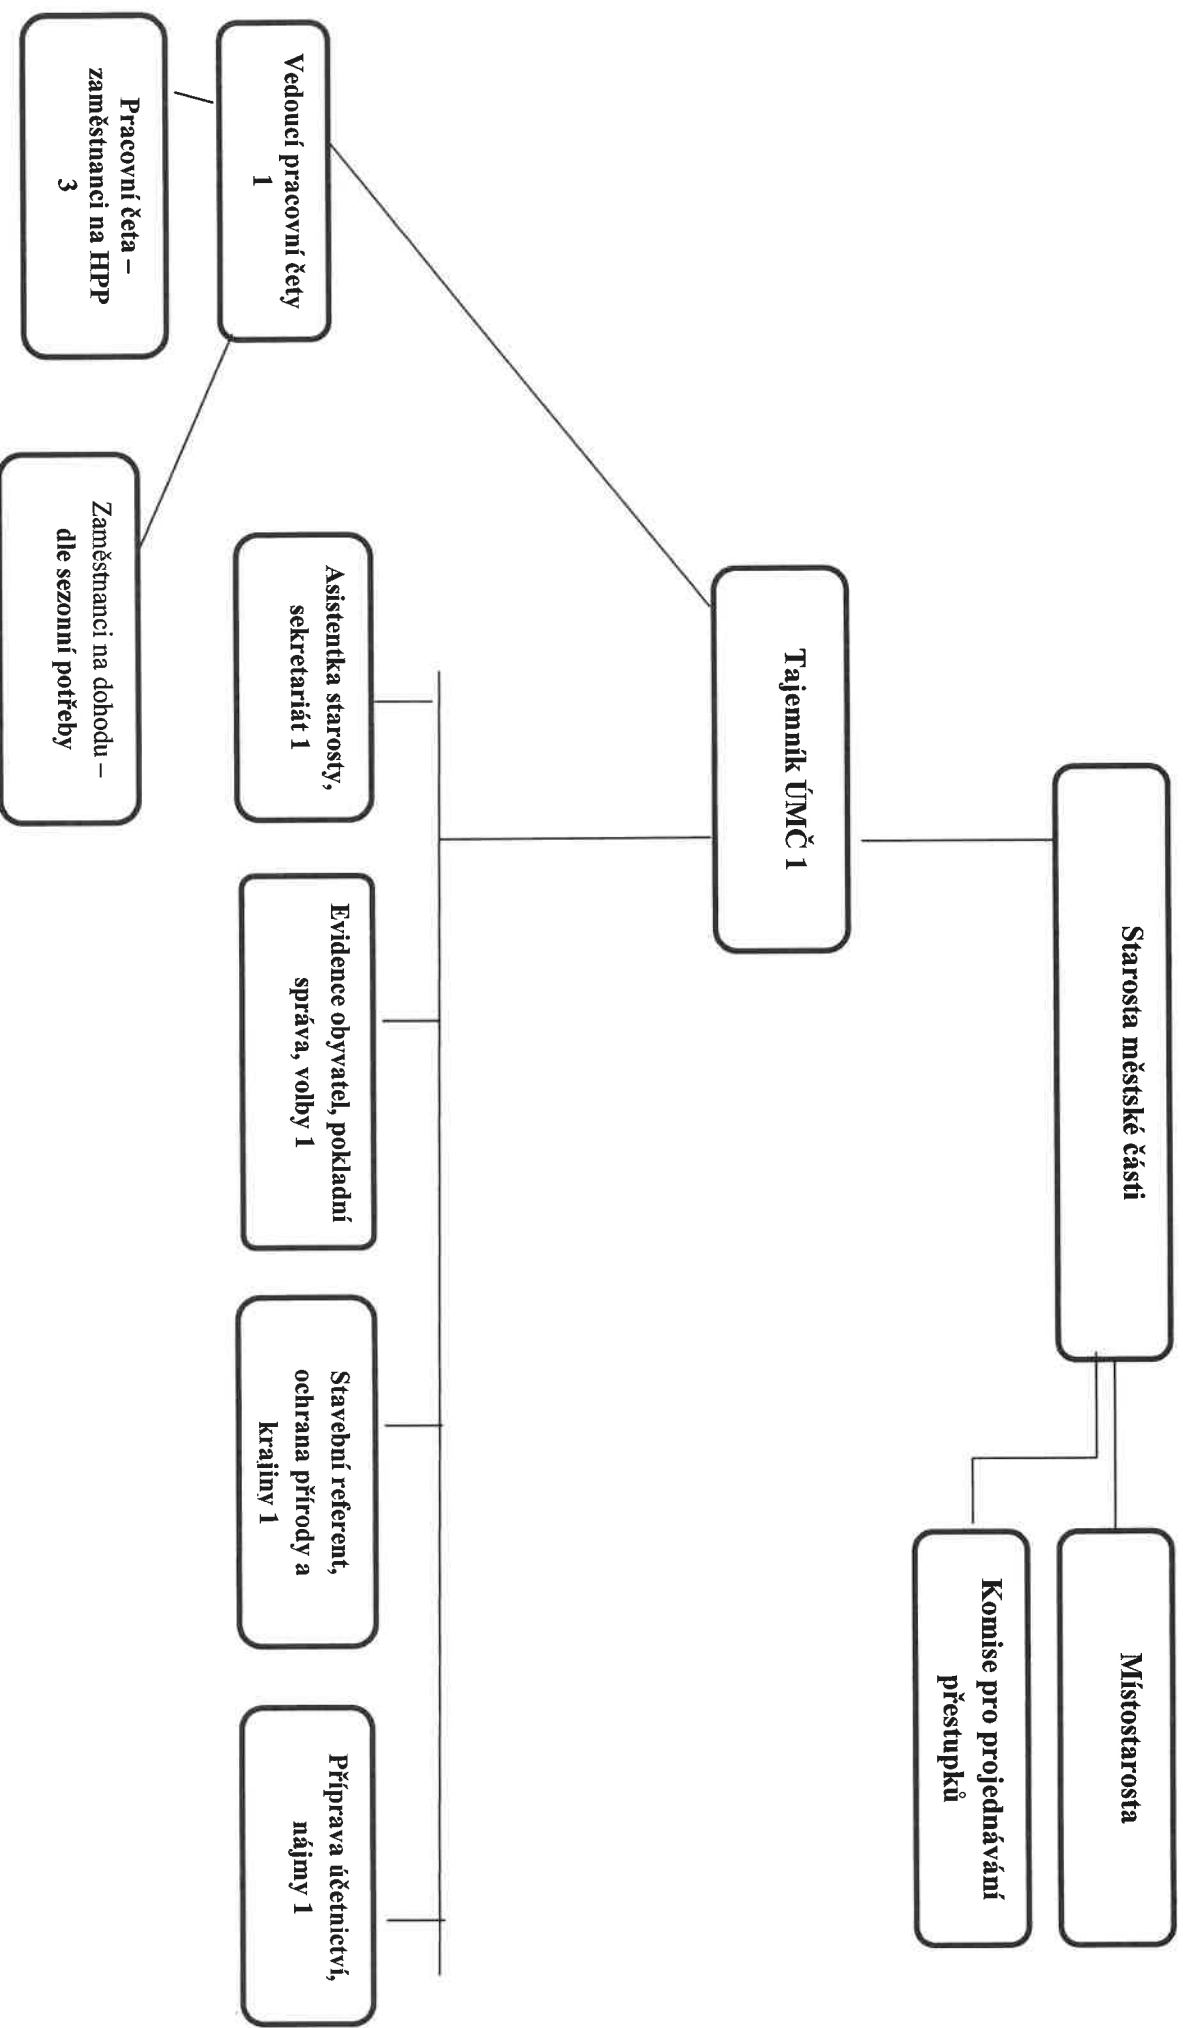 Starosta městské části
Místostarosta
Komise pro projednávání
přestupků
Tajemník ÚMČ 1
Vedoucí pracovní čety
1
Pracovní četa –
zaměstnanci na HPP
3
Zaměstnanci na dohodu –
dle sezonní potřeby
Asistentka starosty,
sekretariát 1
Evidence obyvatel, pokladní
správa, volby 1
Stavební referent,
ochrana přírody a
krajiny 1
Příprava účetnictví,
nájmy 1